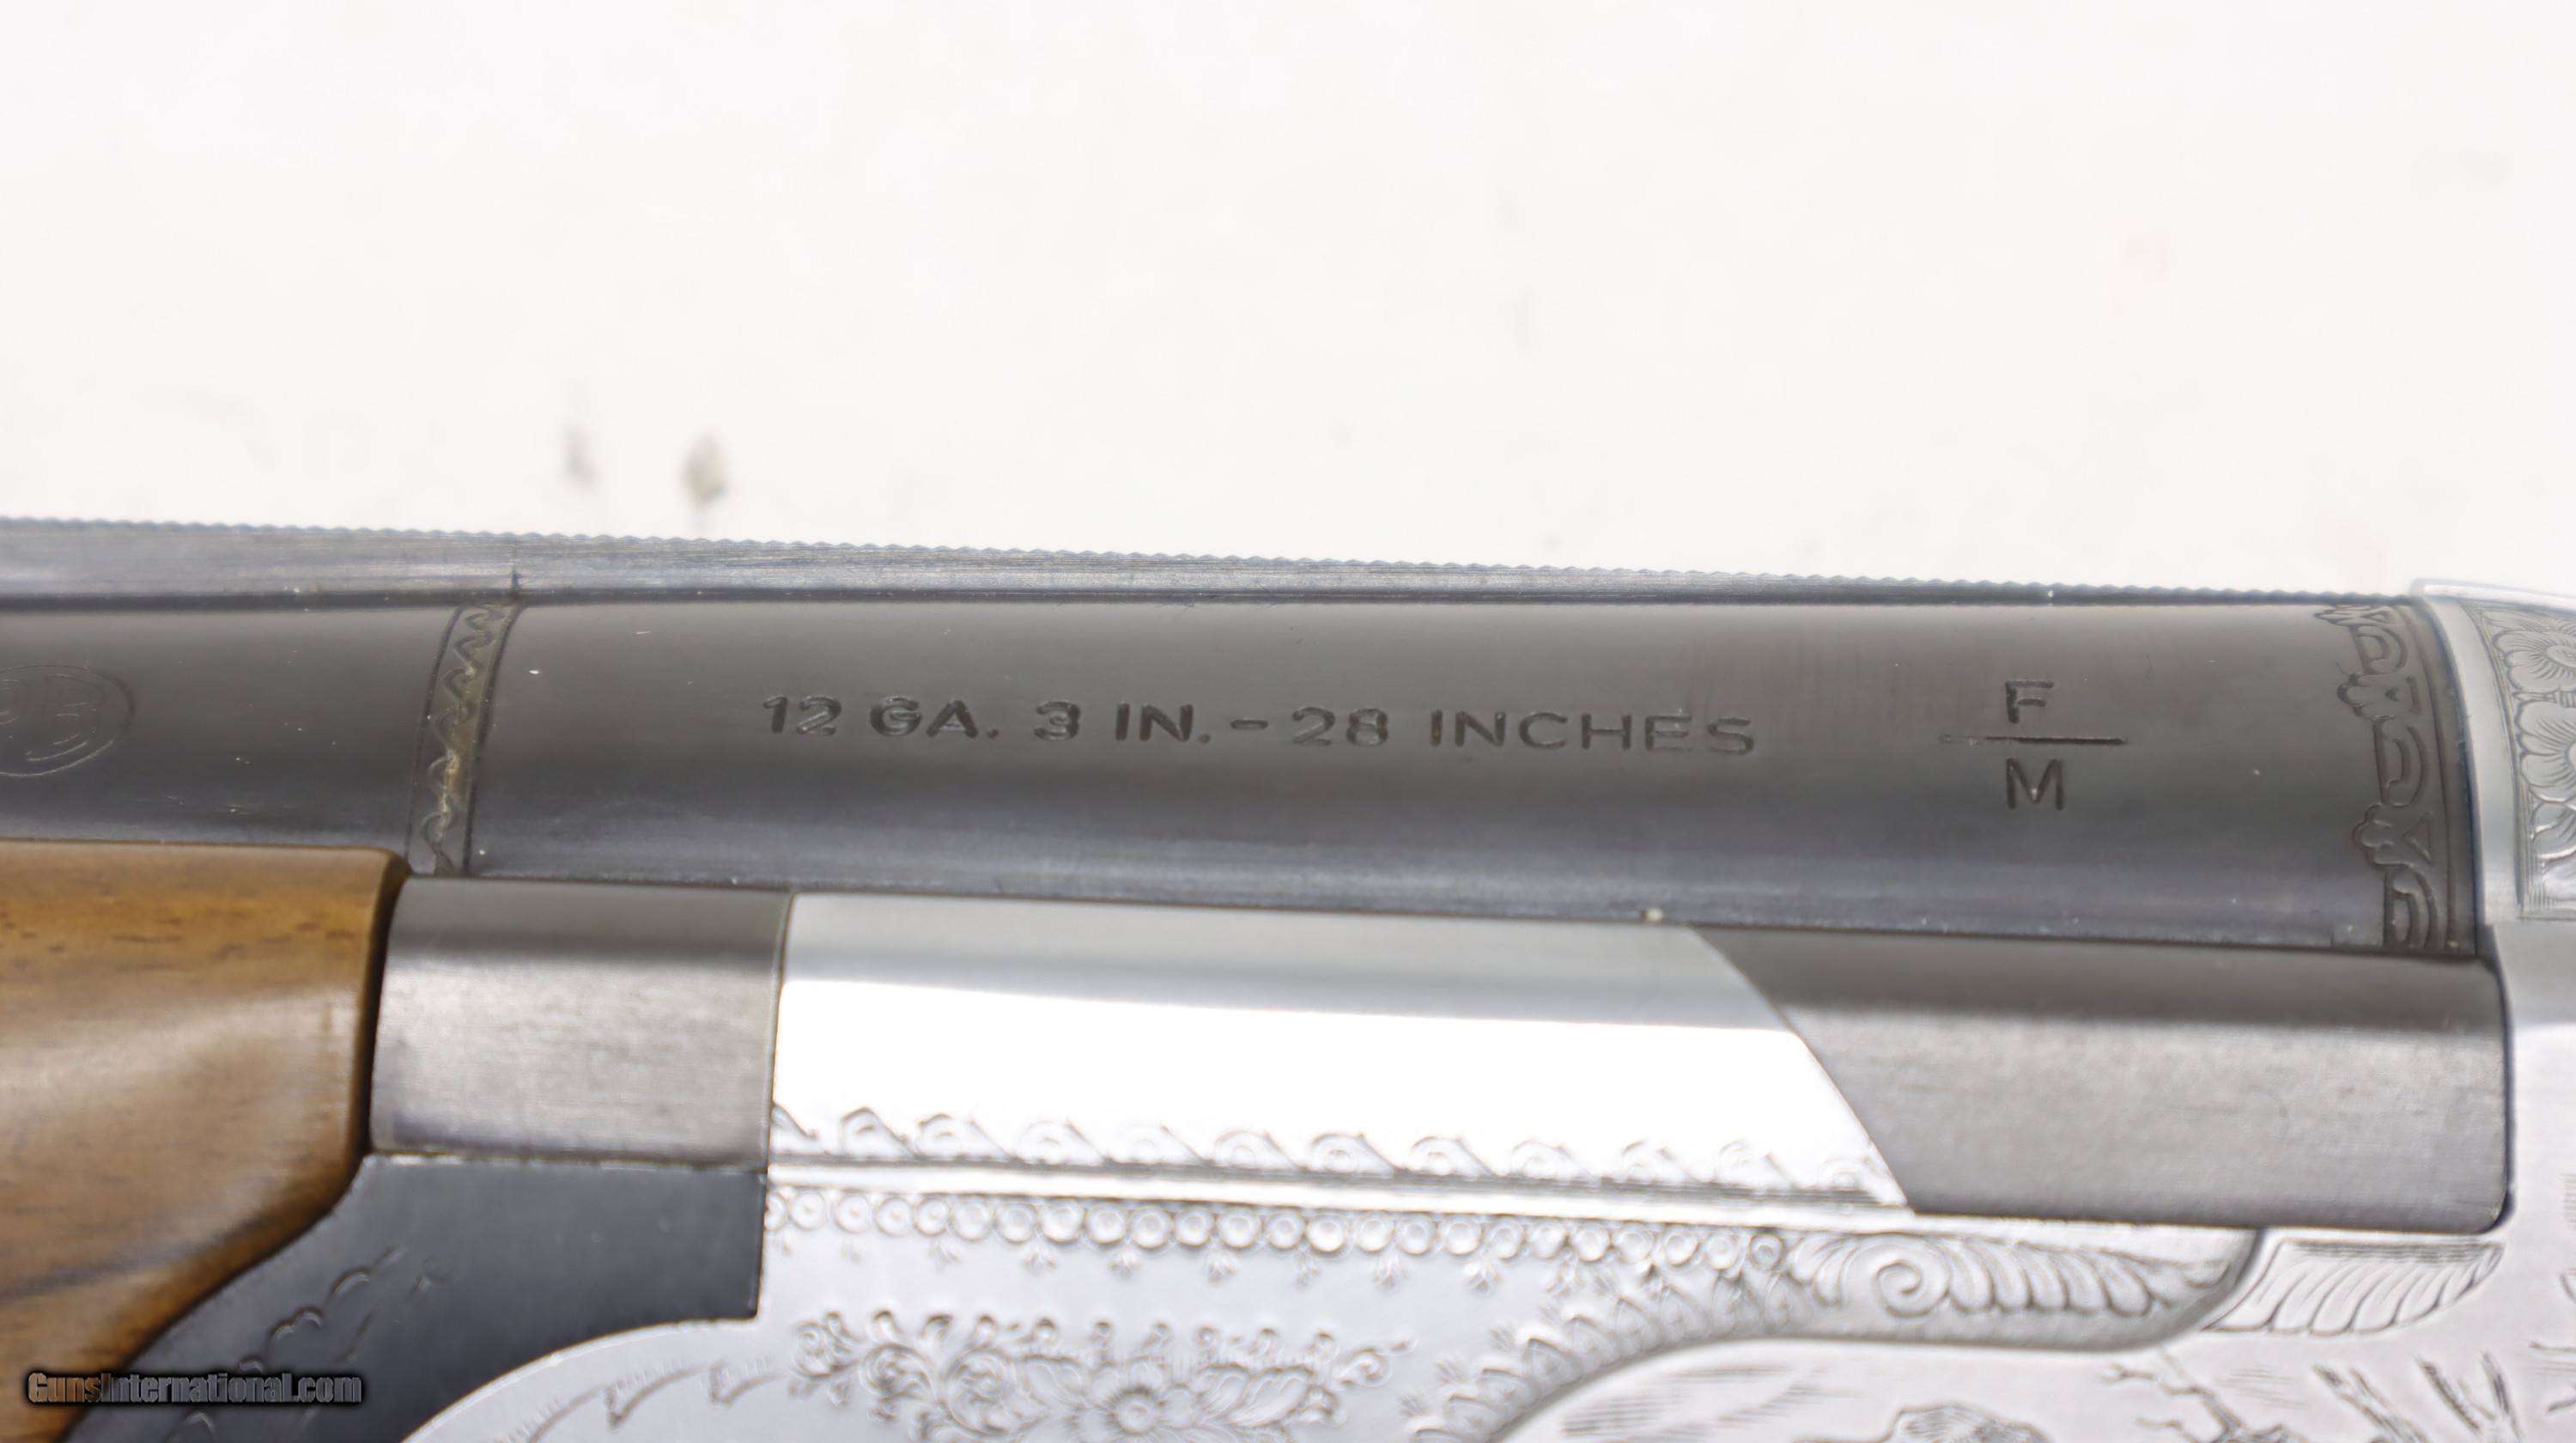 12 GA. 3 IN. - 28 INCHES
F
M
GunsInternational.com